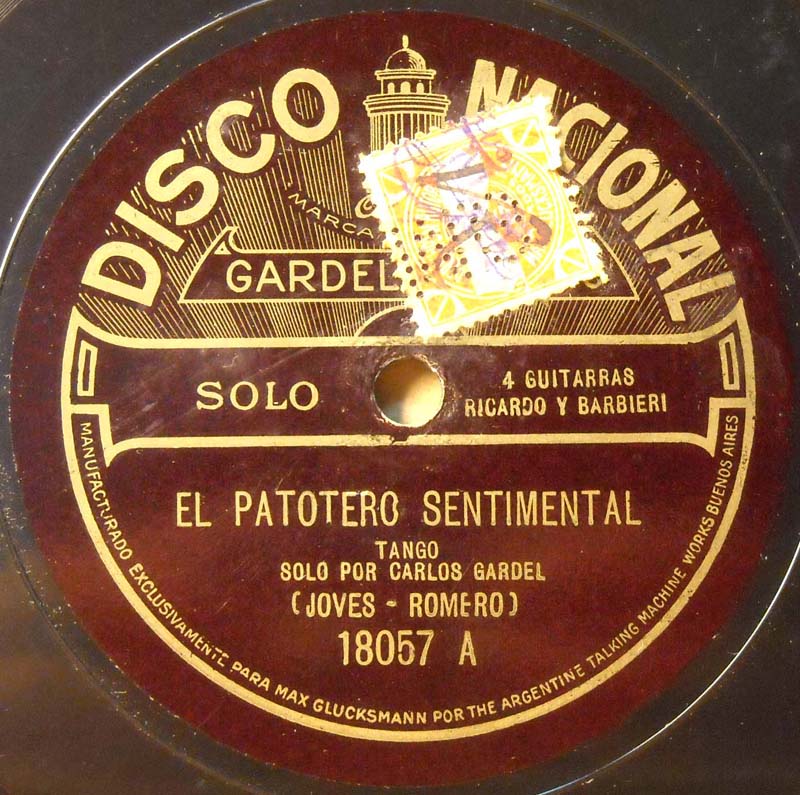 DISCO NACIONAL
MARCA
GARDEL
SOLO
4 GUITARRAS
RICARDO Y BARBIERI
EL PATOTERO SENTIMENTAL
TANGO
SOLO POR CARLOS GARDEL
(JOVES - ROMERO)
18057 A
MANUFACTURADO EXCLUSIVAMENTE PARA MAX GLUCKSMANN POR THE ARGENTINE TALKING MACHINE WORKS BUENOS AIRES